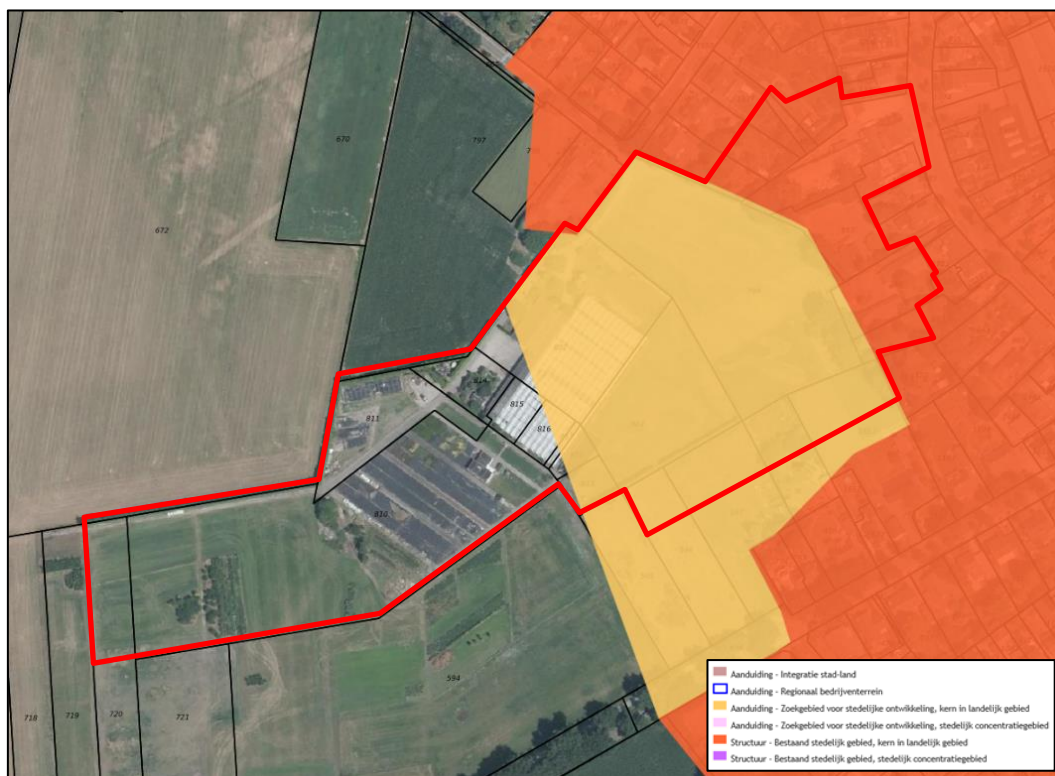 670
797
672
811
815
816
810
594
718
719
720
721
Aanduiding - Integratie stad-land
Aanduiding - Regionaal bedrijventerrein
Aanduiding - Zoekgebied voor stedelijke ontwikkeling, kern in landelijk gebied
Aanduiding - Zoekgebied voor stedelijke ontwikkeling, stedelijk concentratiegebied
Structuur - Bestaand stedelijk gebied, kern in landelijk gebied
Structuur - Bestaand stedelijk gebied, stedelijk concentratiegebied